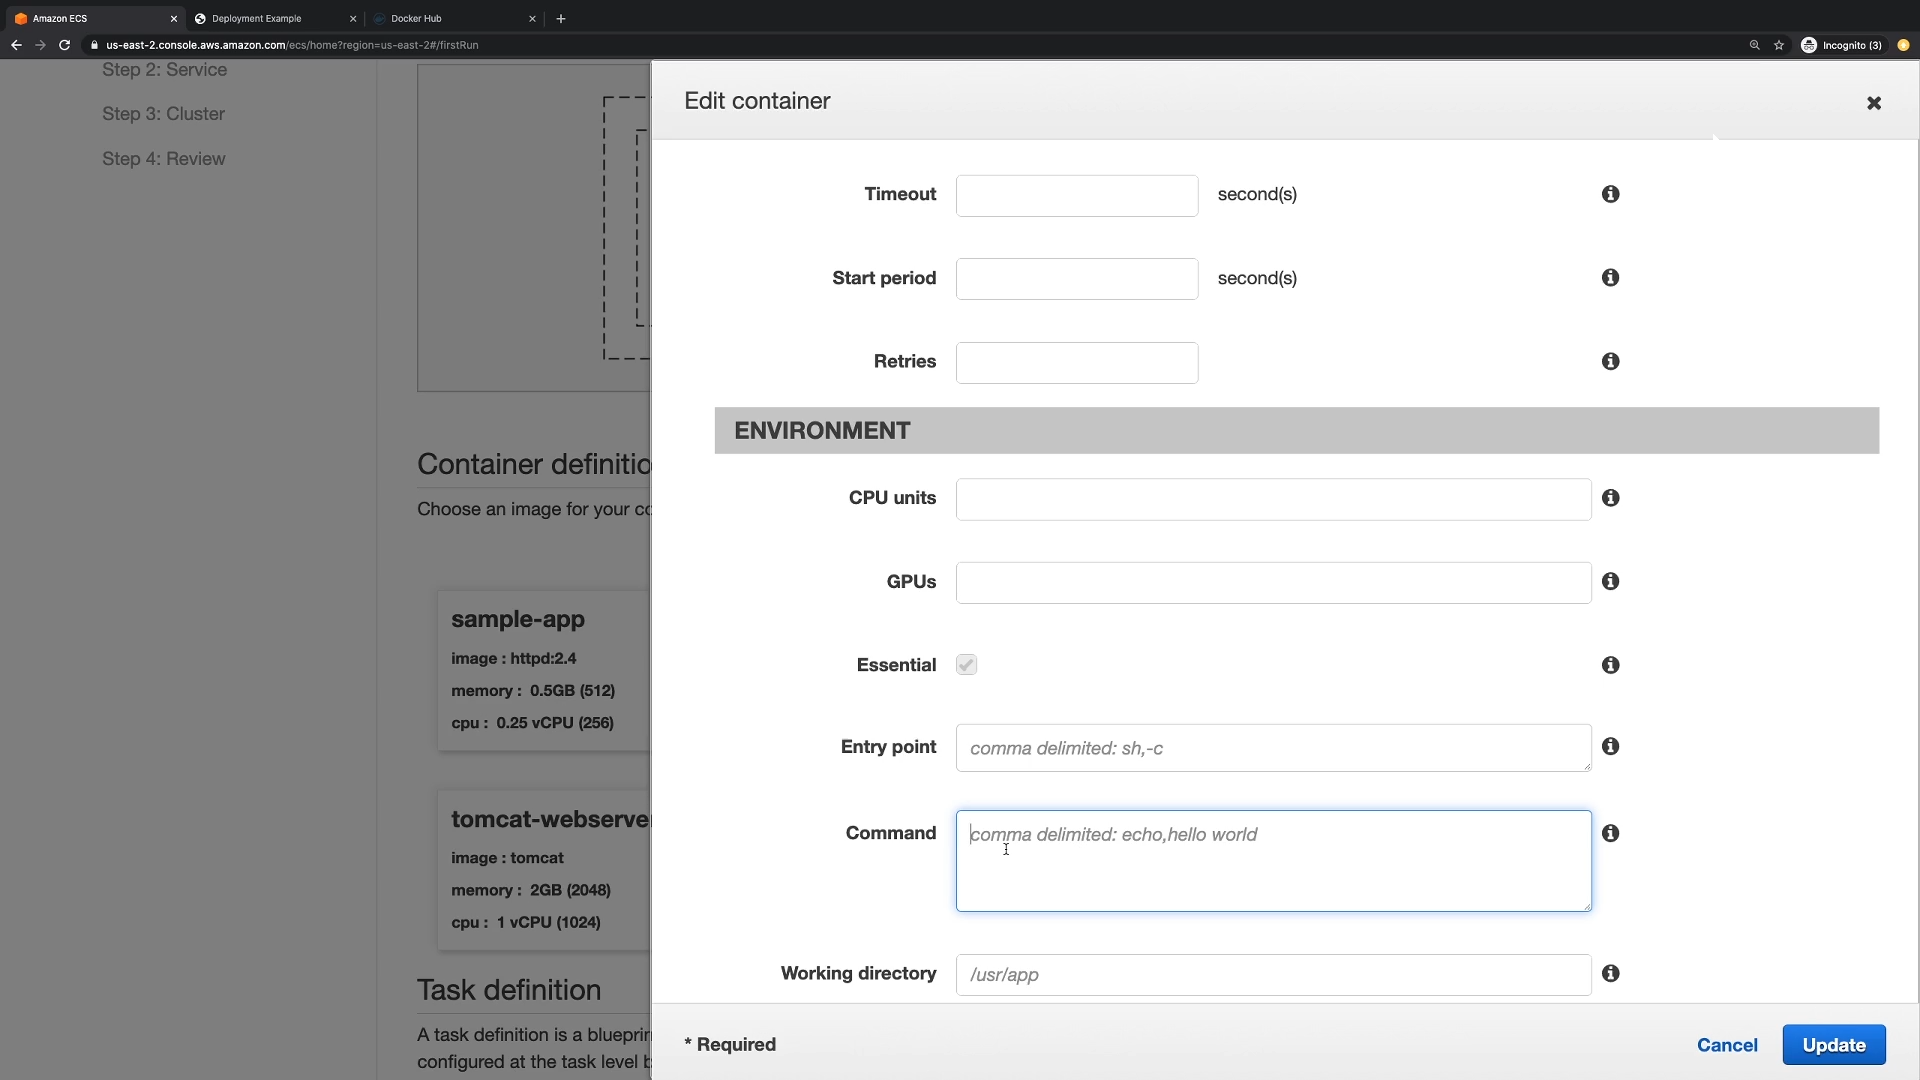 Amazon ECS
Deployment Example
Docker Hub
us-east-2.console.aws.amazon.com/ecs/home?region=us-east-2#/firstRun
Incognito (3)
Step 2: Service
Step 3: Cluster
Step 4: Review
Container definitio
Choose an image for your co
sample-app
image : httpd:2.4
memory : 0.5GB (512)
cpu : 0.25 vCPU (256)
tomcat-webserve
image : tomcat
memory : 2GB (2048)
cpu : 1 vCPU (1024)
Task definition
A task definition is a blueprin
configured at the task level b
Edit container
Timeout
second(s)
Start period
second(s)
Retries
ENVIRONMENT
CPU units
GPUs
Essential
Entry point
comma delimited: sh,-c
Command
comma delimited: echo,hello world
Working directory
/usr/app
* Required
Cancel
Update